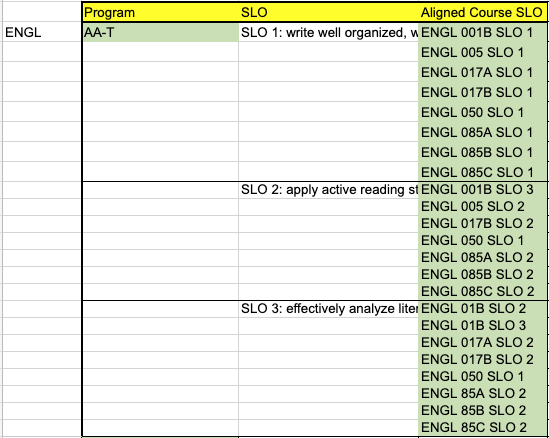 Program SLO Aligned Course SLO
ENGL AA-T SLO 1: write well organized, w ENGL 001B SLO 1
ENGL 005 SLO 1
ENGL 017A SLO 1
ENGL 017B SLO 1
ENGL 050 SLO 1
ENGL 085A SLO 1
ENGL 085B SLO 1
ENGL 085C SLO 1
SLO 2: apply active reading st ENGL 001B SLO 3
ENGL 005 SLO 2
ENGL 017B SLO 2
ENGL 050 SLO 1
ENGL 085A SLO 2
ENGL 085B SLO 2
ENGL 085C SLO 2
SLO 3: effectively analyze liter ENGL 01B SLO 2
ENGL 01B SLO 3
ENGL 017A SLO 2
ENGL 017B SLO 2
ENGL 050 SLO 1
ENGL 85A SLO 2
ENGL 85B SLO 2
ENGL 85C SLO 2